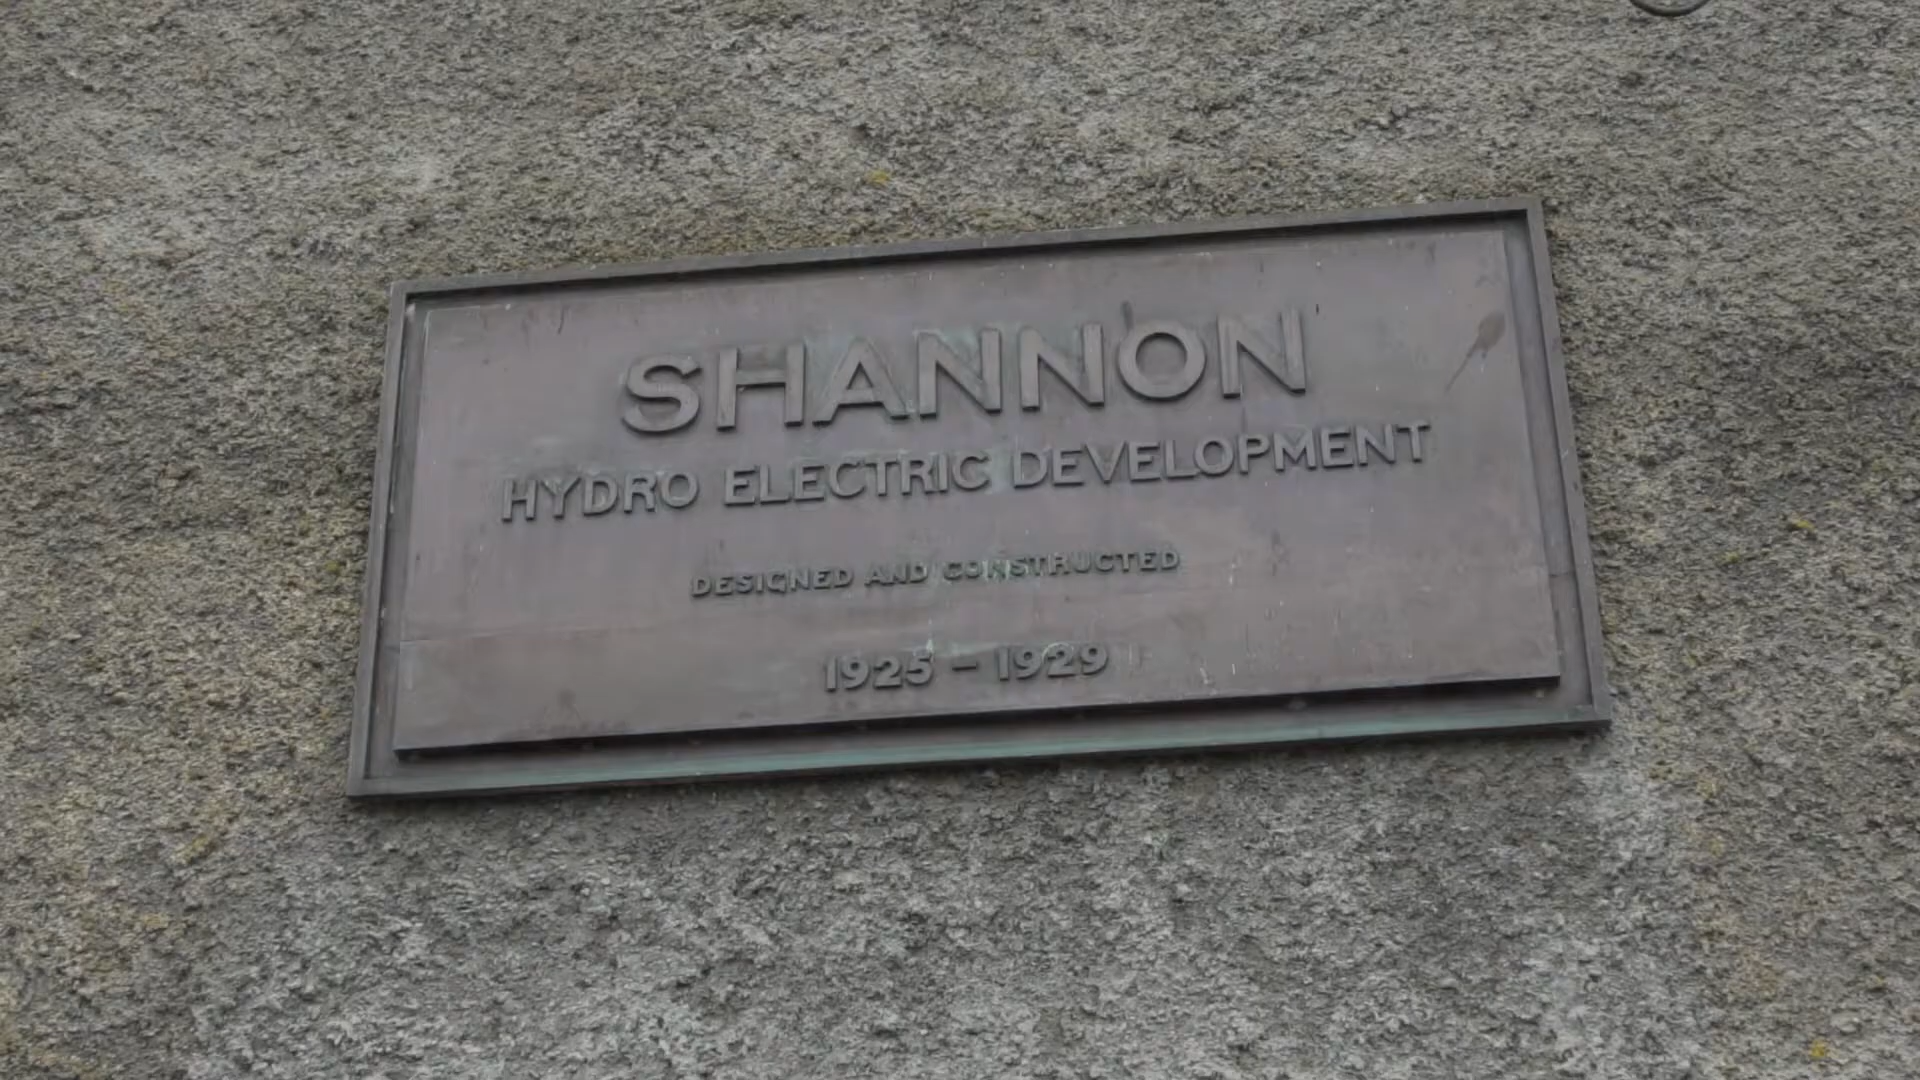 SHANNON
HYDRO ELECTRIC DEVELOPMENT
DESIGNED AND CONSTRUCTED
1925 - 1929